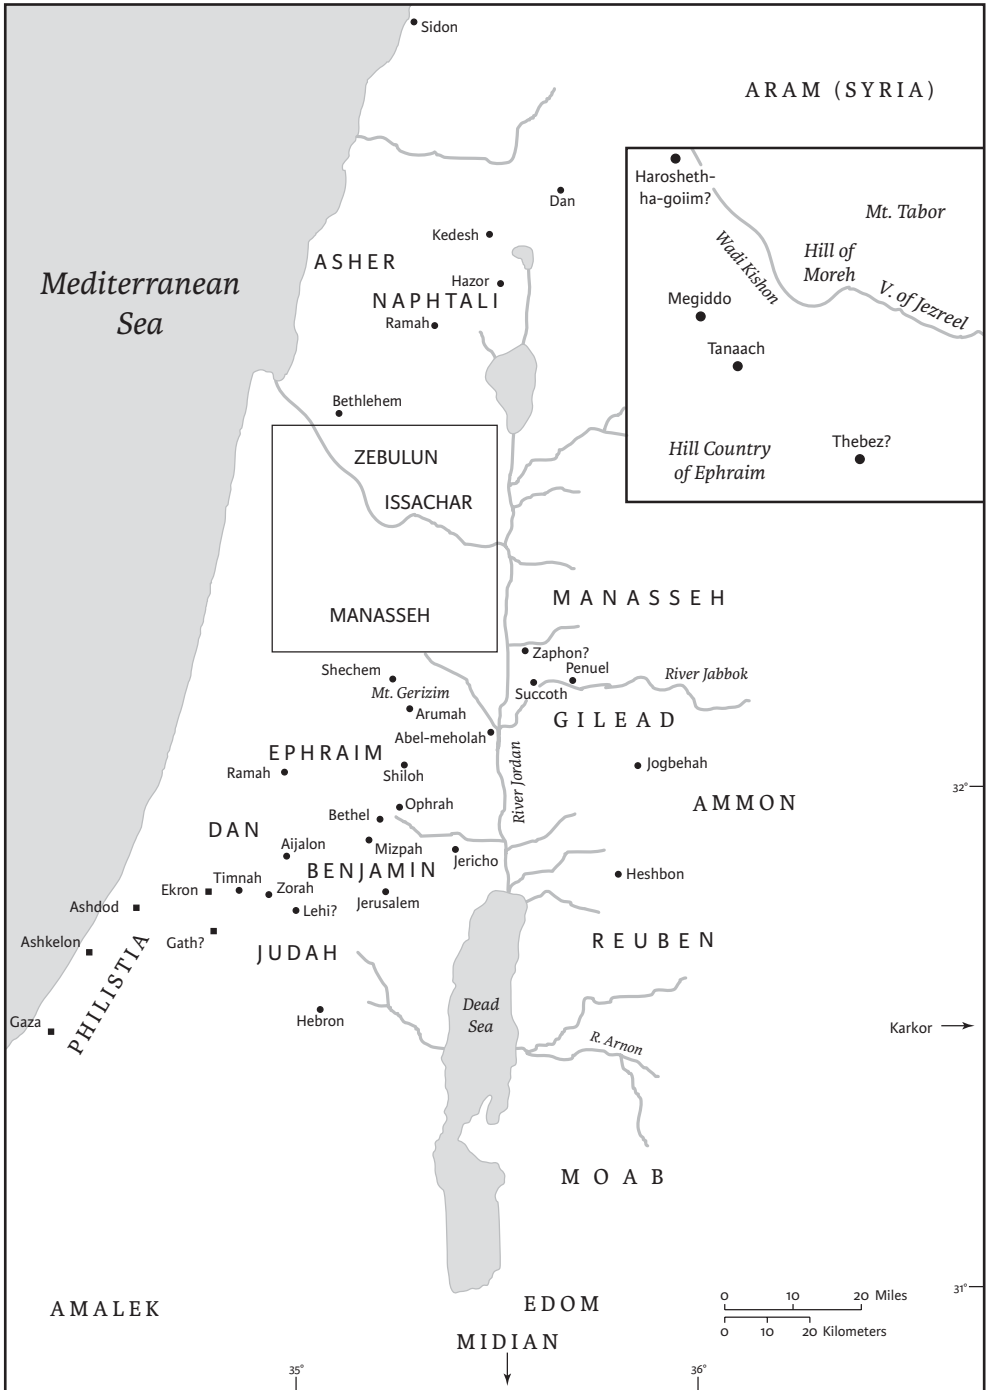 Sidon
ARAM (SYRIA)
Harosheth-
ha-goiim?
Mt. Tabor
Dan
Kedesh
Wadi Kishon
Hill of
Moreh
ASHER
Mediterranean
Sea
Hazor
NAPHTALI
Megiddo
V. of Jezreel
Ramah
Tanaach
Bethlehem
ZEBULUN
Hill Country
of Ephraim
Thebez?
ISSACHAR
MANASSEH
MANASSEH
Zaphon?
Shechem
Penuel
River Jabbok
Mt. Gerizim
Succoth
Arumah
GILEAD
Abel-meholah
EPHRAIM
River Jordan
Ramah
Shiloh
Jogbehah
32°
AMMON
Ophrah
Bethel
DAN
Aijalon
Mizpah
Jericho
BENJAMIN
Timnah
Heshbon
Ekron
Zorah
Jerusalem
Ashdod
Lehi?
Ashkelon
Gath?
REUBEN
JUDAH
PHILISTIA
Dead
Sea
Gaza
Hebron
Karkor
R. Arnon
MOAB
31°
AMALEK
EDOM
0 10 20 Miles
0 10 20 Kilometers
MIDIAN
35°
36°